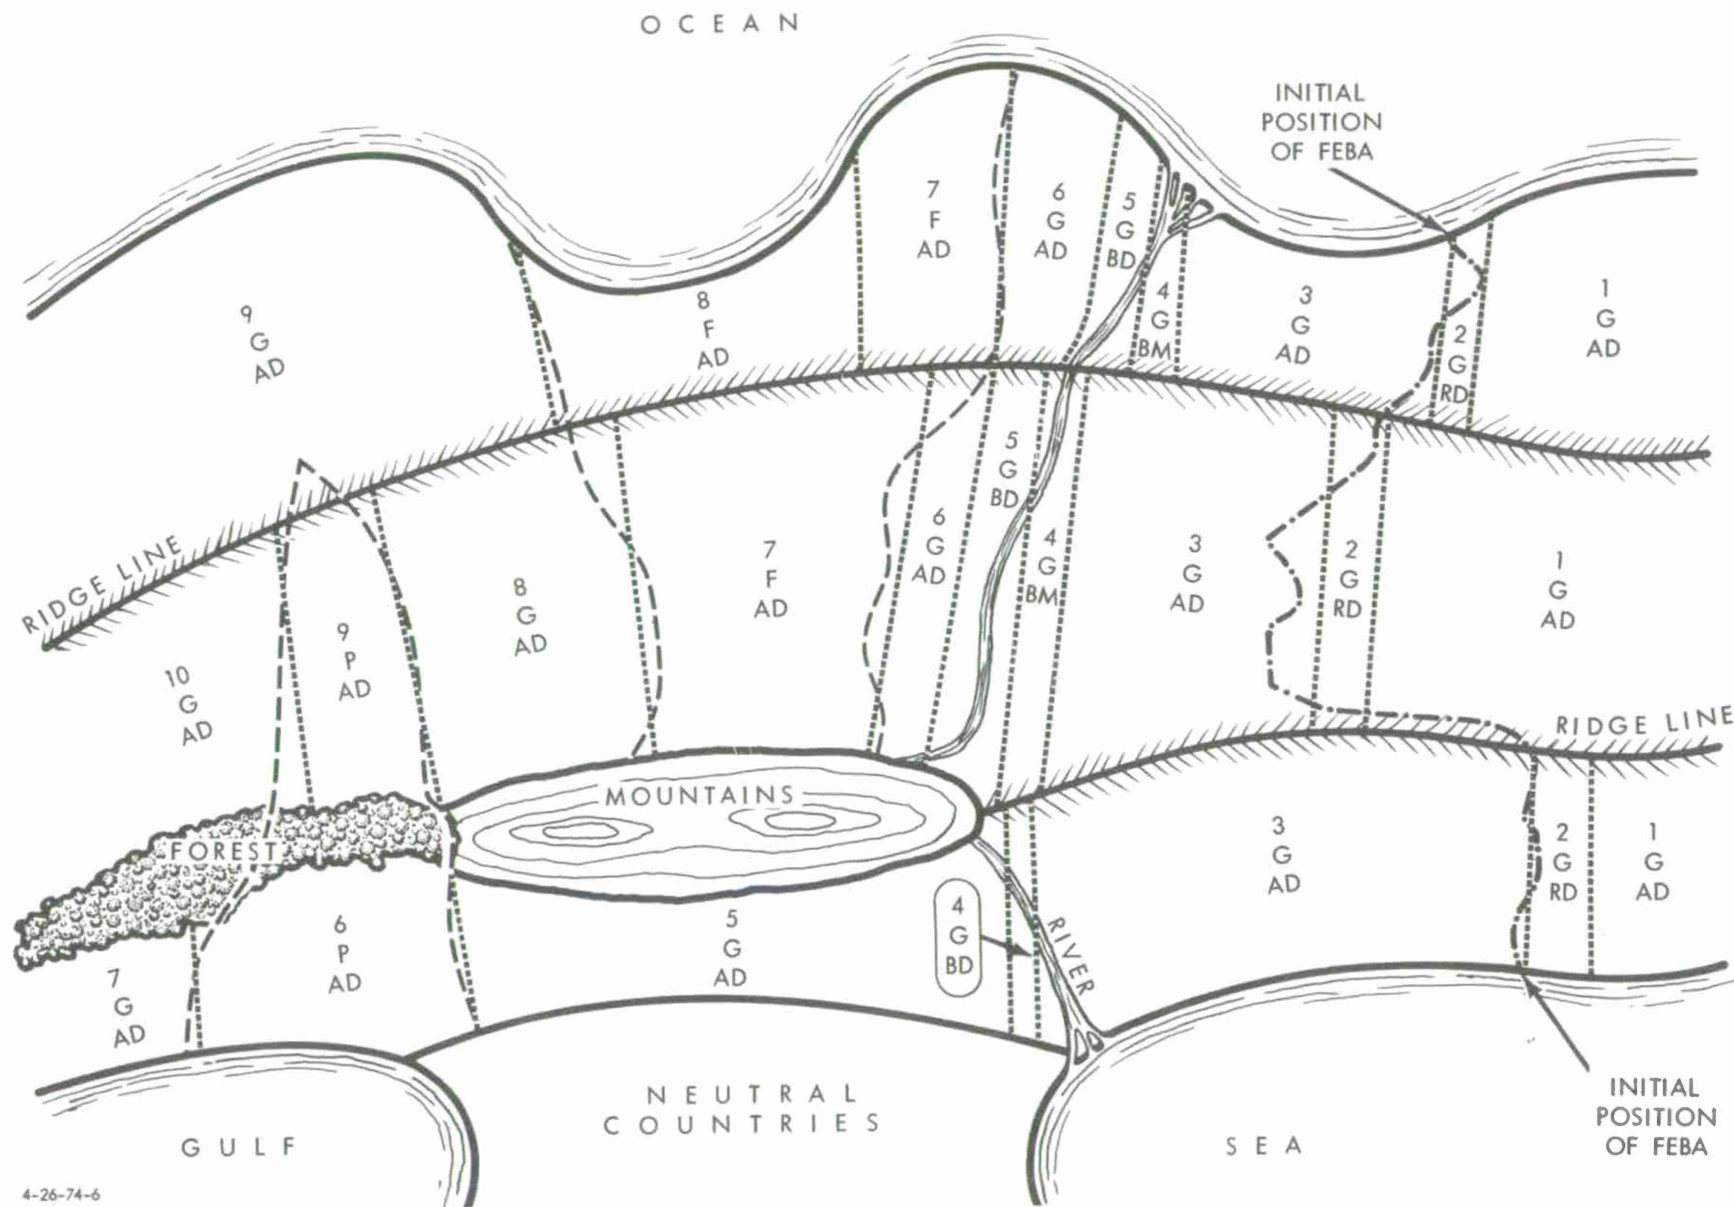 OCEAN
INITIAL
POSITION
OF FEBA
9
G
AD
8
F
AD
7
F
AD
6
G
AD
5
G
BD
4
G
BM
3
G
AD
2
G
RD
1
G
AD
RIDGE LINE
10
G
AD
9
P
AD
8
G
AD
7
F
AD
6
G
AD
5
G
BD
4
G
BM
3
G
AD
2
G
RD
1
G
AD
RIDGE LINE
MOUNTAINS
FOREST
7
G
AD
6
P
AD
5
G
AD
4
G
BD
RIVER
3
G
AD
2
G
RD
1
G
AD
NEUTRAL
COUNTRIES
GULF
SEA
INITIAL
POSITION
OF FEBA
4-26-74-6